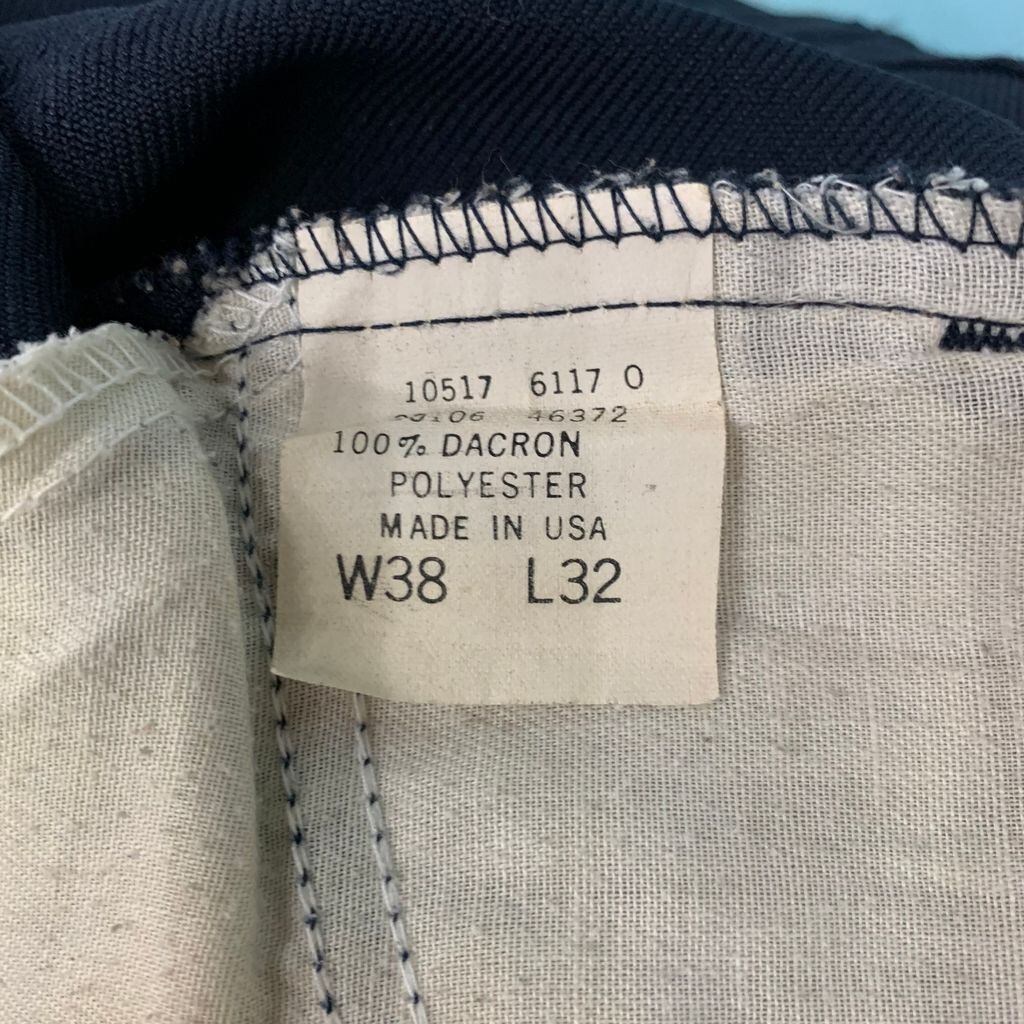 10517 6117 0
46372
100% DACRON
POLYESTER
MADE IN USA
W38 L32